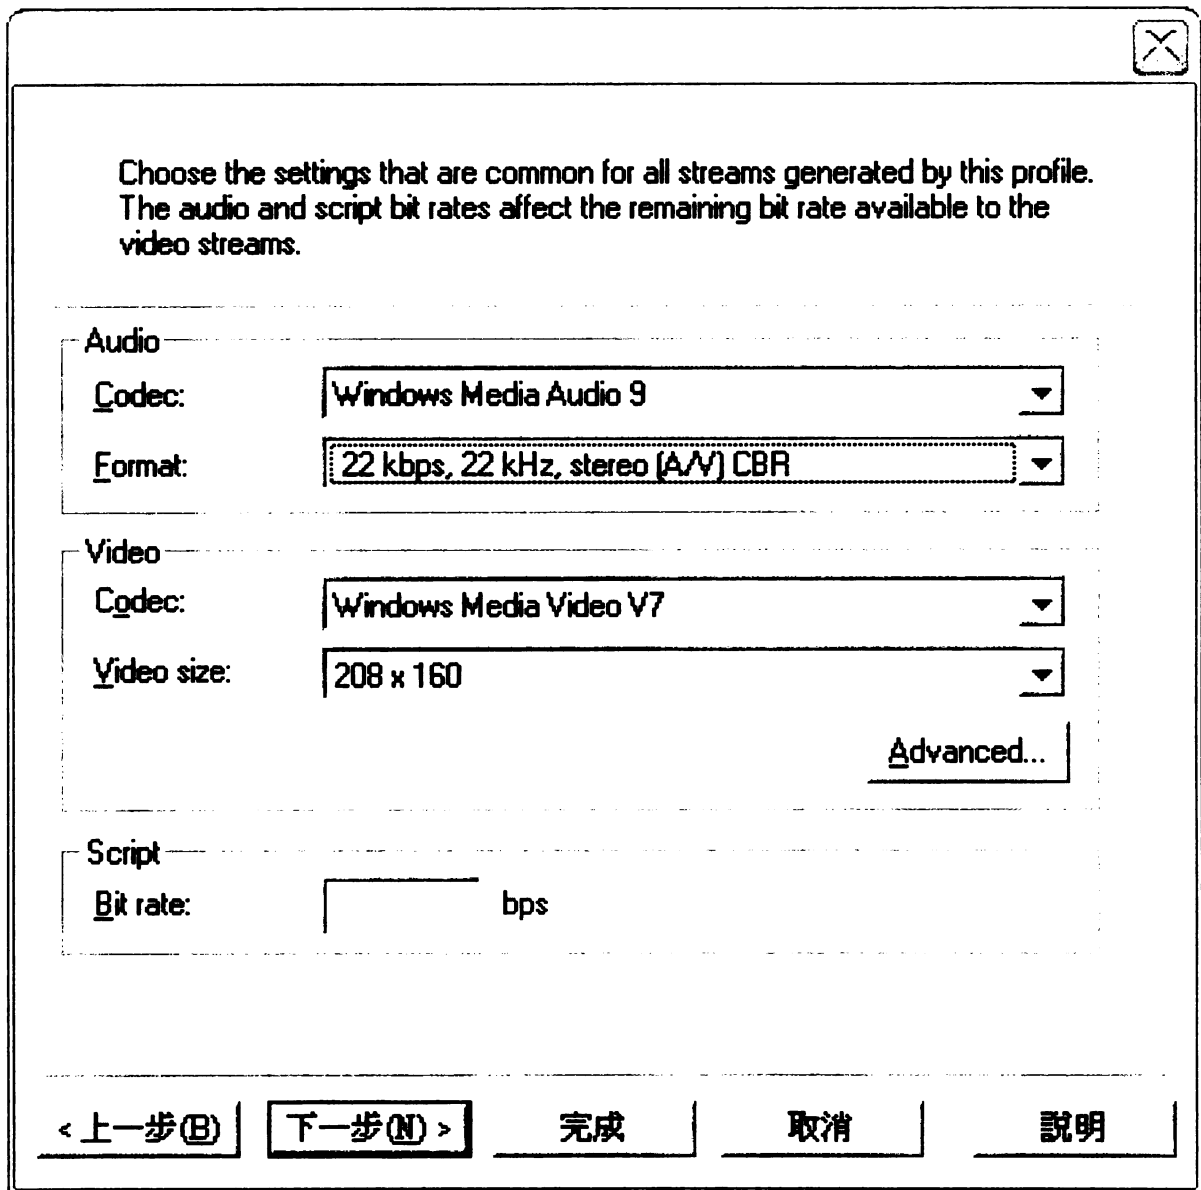 Choose the settings that are common for all streams generated by this profile.
The audio and script bit rates affect the remaining bit rate available to the
video streams.
Audio
Codec: Windows Media Audio 9
Format: 22 kbps, 22 kHz, stereo (A/V) CBR
Video
Codec: Windows Media Video V7
Video size: 208 x 160
Advanced...
Script
Bit rate: bps
< 上一步(B) 下一步(N) > 完成 取消 說明